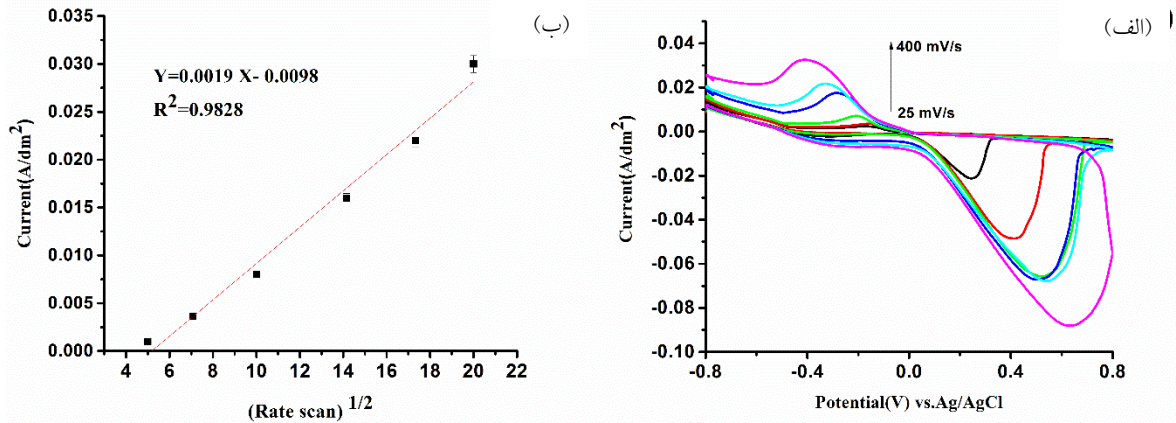 (ب)
0.035
0.030
0.025
0.020
0.015
0.010
0.005
0.000
Current(A/dm²)
Y=0.0019 X- 0.0098
R²=0.9828
4 6 8 10 12 14 16 18 20 22
(Rate scan) 1/2
(الف)
0.04
0.02
0.00
-0.02
-0.04
-0.06
-0.08
-0.10
Current(A/dm²)
400 mV/s
25 mV/s
-0.8 -0.4 0.0 0.4 0.8
Potential(V) vs.Ag/AgCl